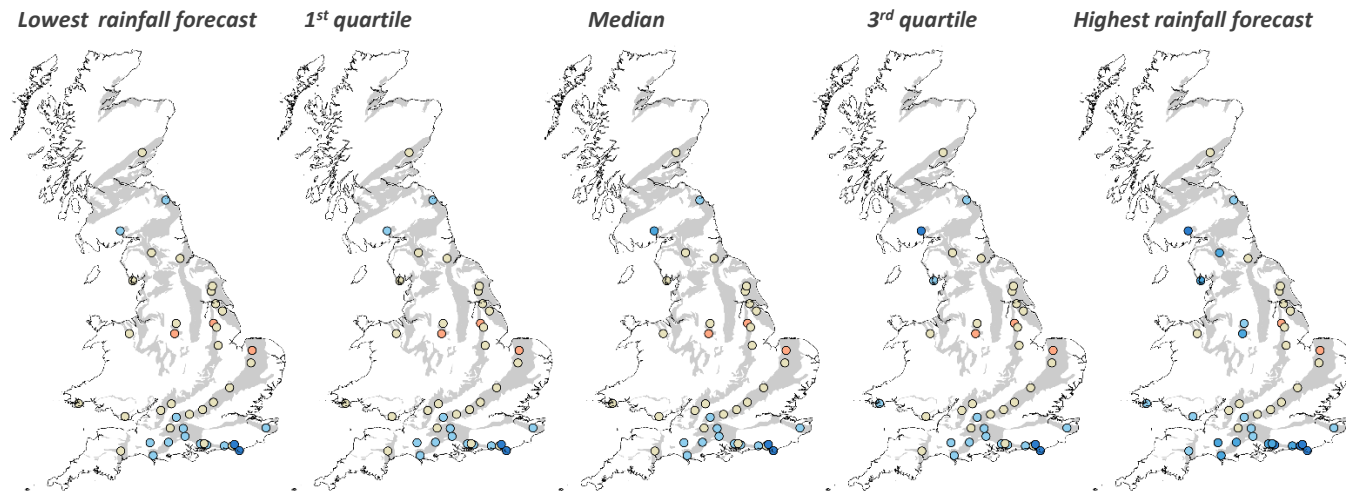 Lowest rainfall forecast
1st quartile
Median
3rd quartile
Highest rainfall forecast